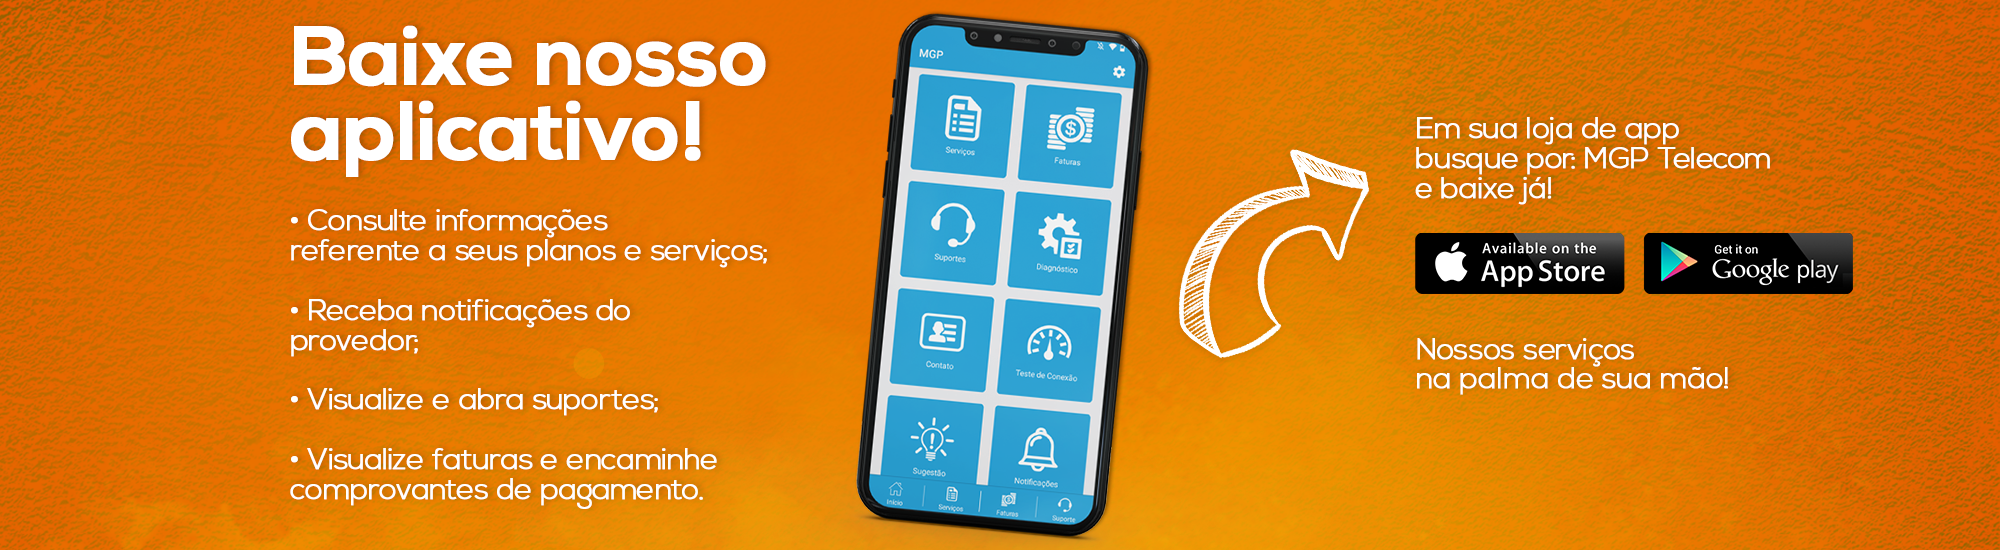 Baixe nosso
aplicativo!
• Consulte informações
referente a seus planos e serviços;
• Receba notificações do
provedor;
• Visualize e abra suportes;
• Visualize faturas e encaminhe
comprovantes de pagamento.
MGP
Serviços
Faturas
Suportes
Diagnóstico
Contato
Teste de Conexão
Sugestão
Notificações
Início
Serviços
Faturas
Suporte
Em sua loja de app
busque por: MGP Telecom
e baixe já!
Available on the
App Store
Get it on
Google play
Nossos serviços
na palma de sua mão!